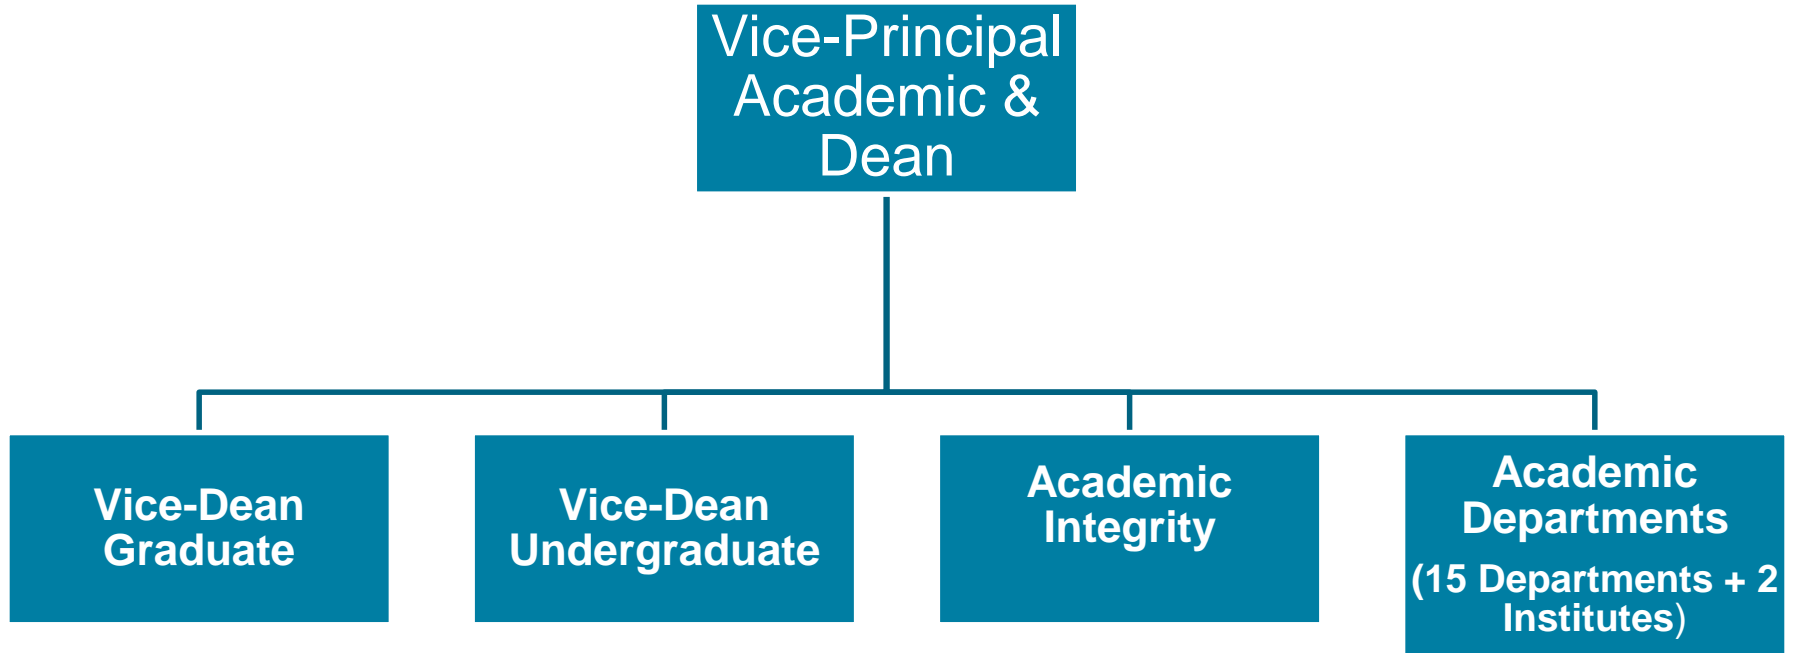 Vice-Principal
Academic &
Dean
Vice-Dean
Graduate
Vice-Dean
Undergraduate
Academic
Integrity
Academic
Departments
(15 Departments + 2
Institutes)